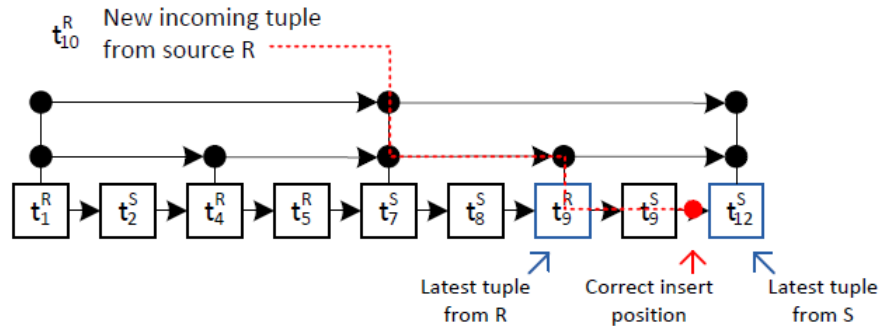 t₁₀ᴿ New incoming tuple
from source R
t₁ᴿ t₂ˢ t₄ᴿ t₅ᴿ t₇ˢ t₈ˢ t₉ᴿ t₉ˢ t₁₂ˢ
Latest tuple
from R
Correct insert
position
Latest tuple
from S